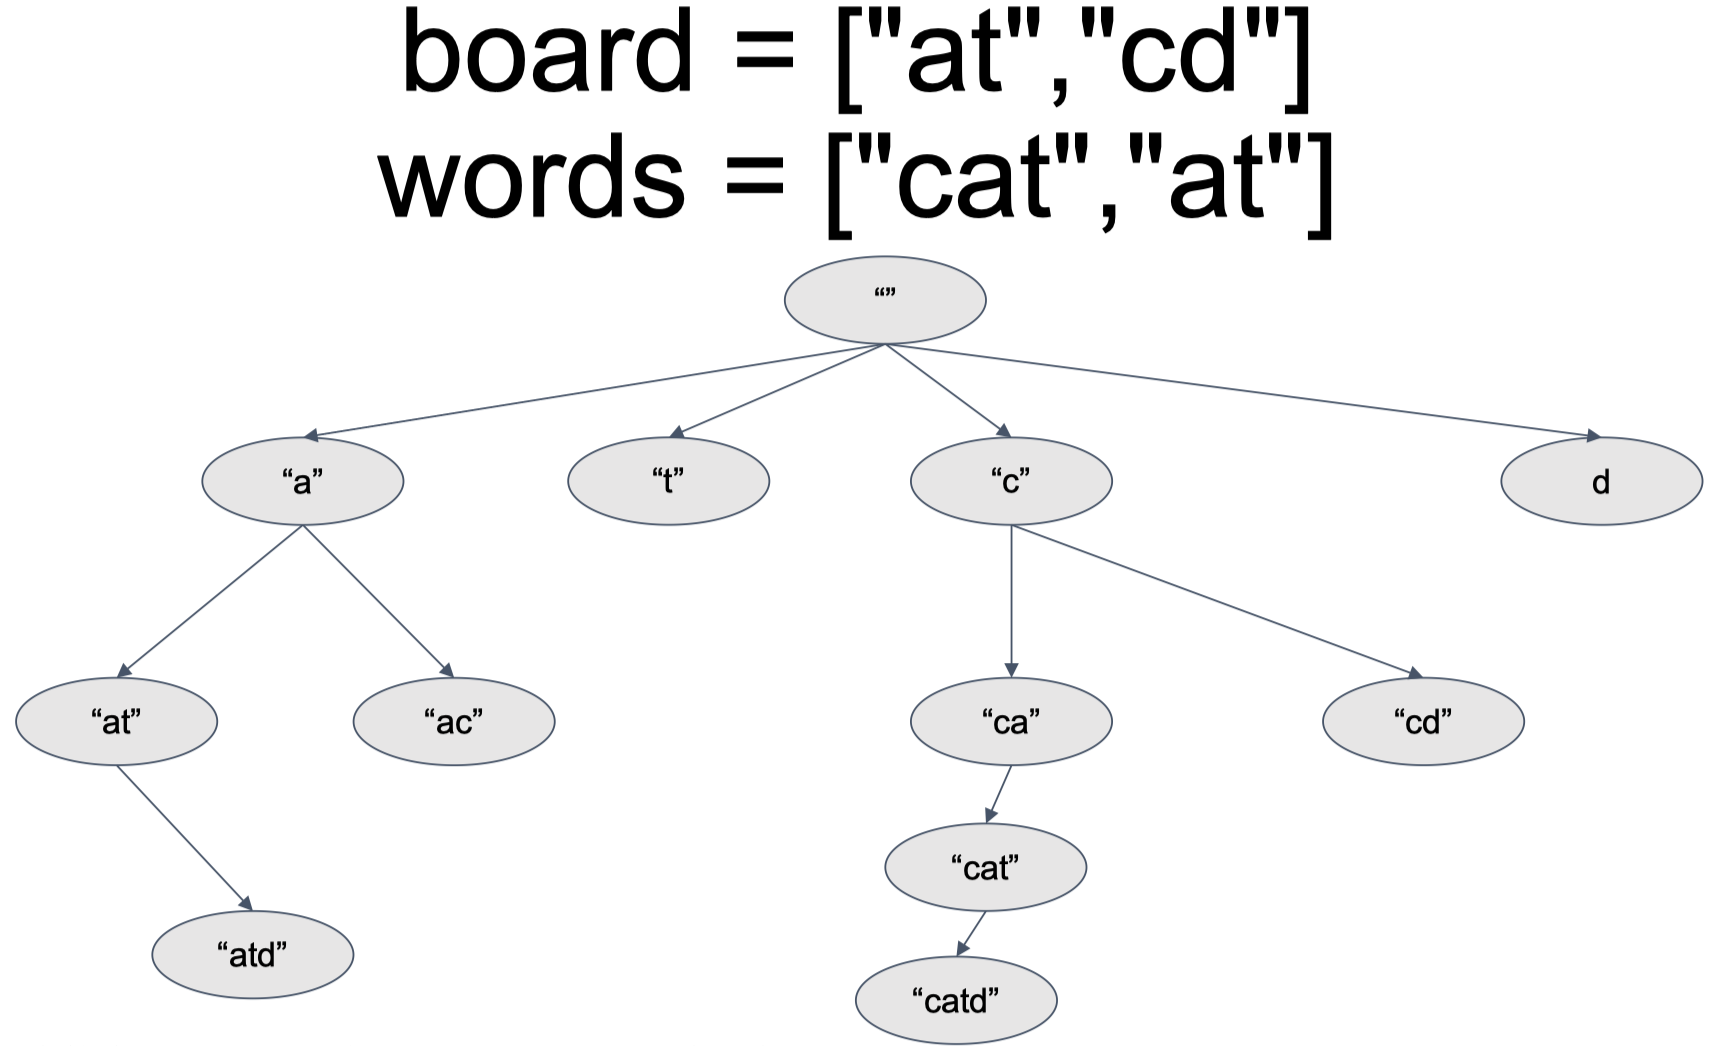 board = ["at","cd"]
words = ["cat","at"]
“”
“a” “t” “c” d
“at” “ac” “ca” “cd”
“cat”
“atd”
“catd”